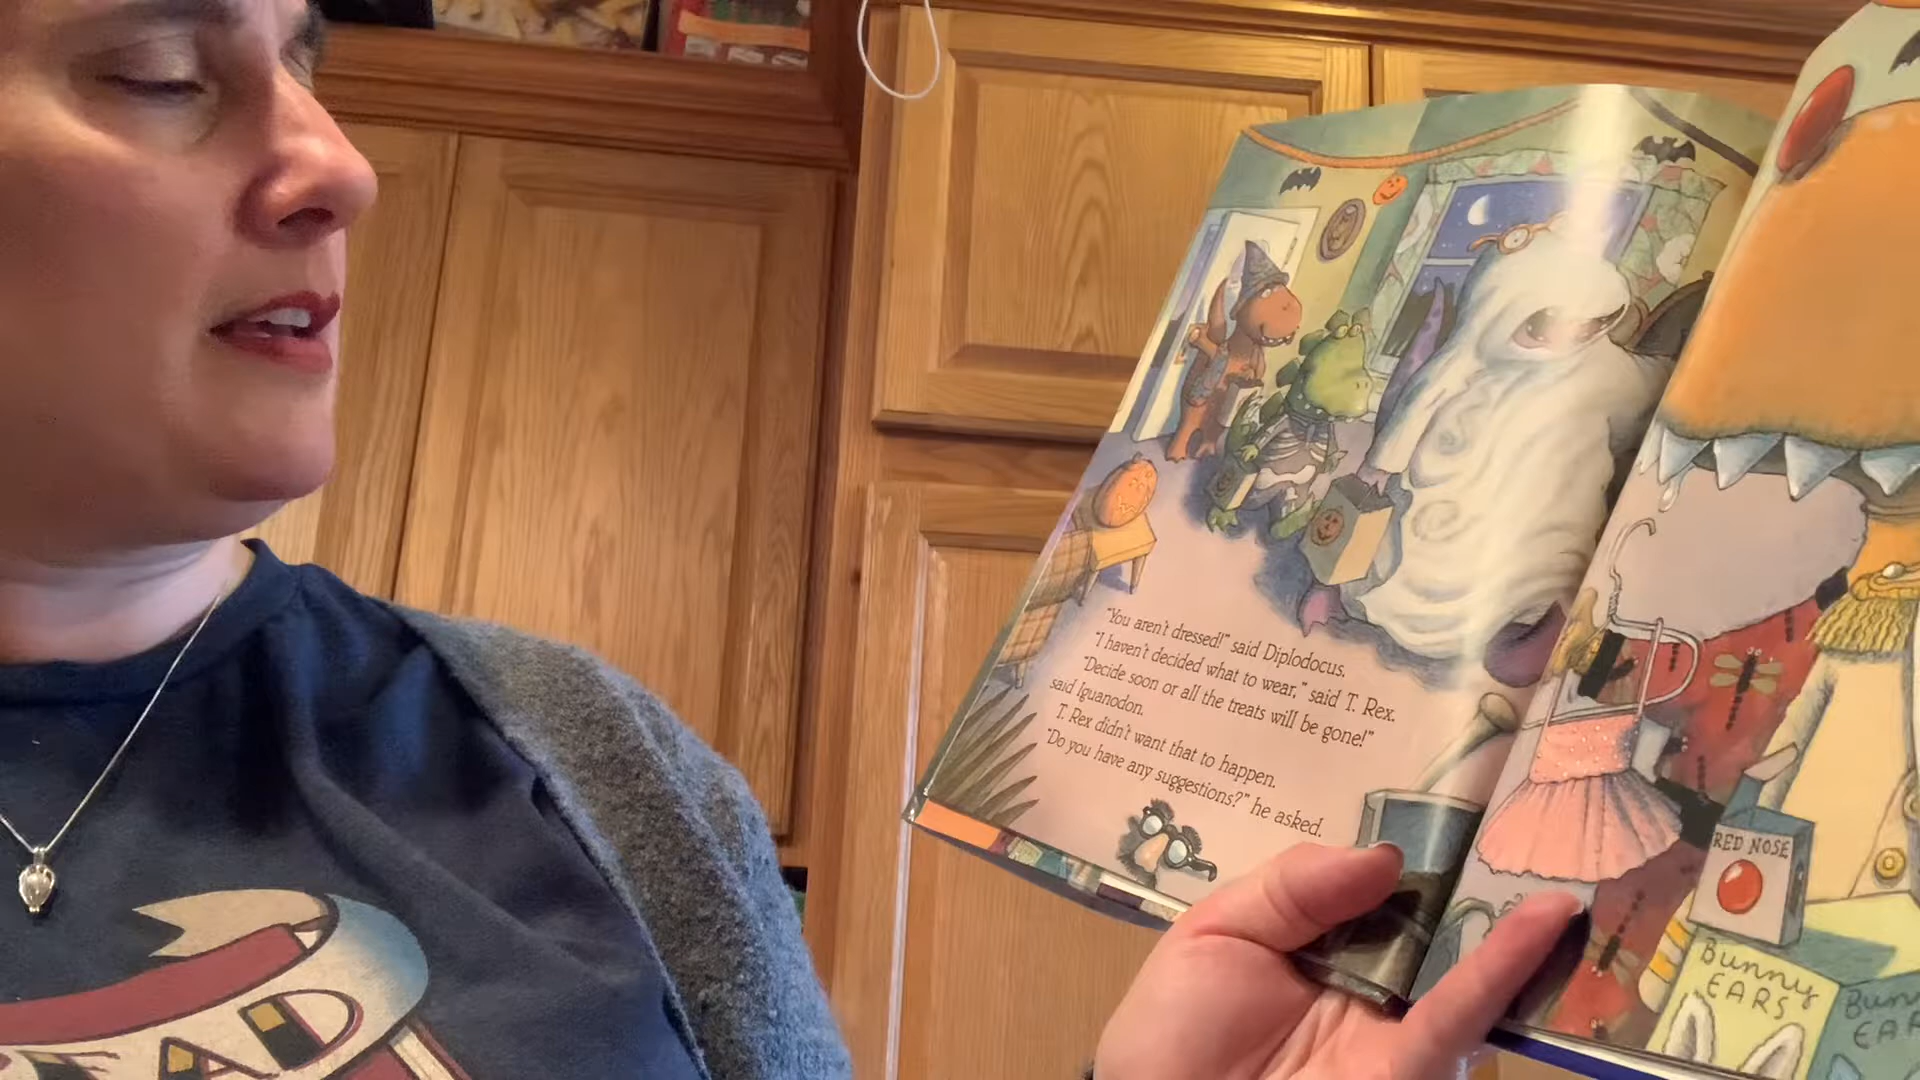 "You aren't dressed!" said Diplodocus.
"I haven't decided what to wear," said T. Rex.
"Decide soon or all the treats will be gone!"
said Iguanodon.
T. Rex didn't want that to happen.
"Do you have any suggestions?" he asked.
RED NOSE
Bunny
EARS